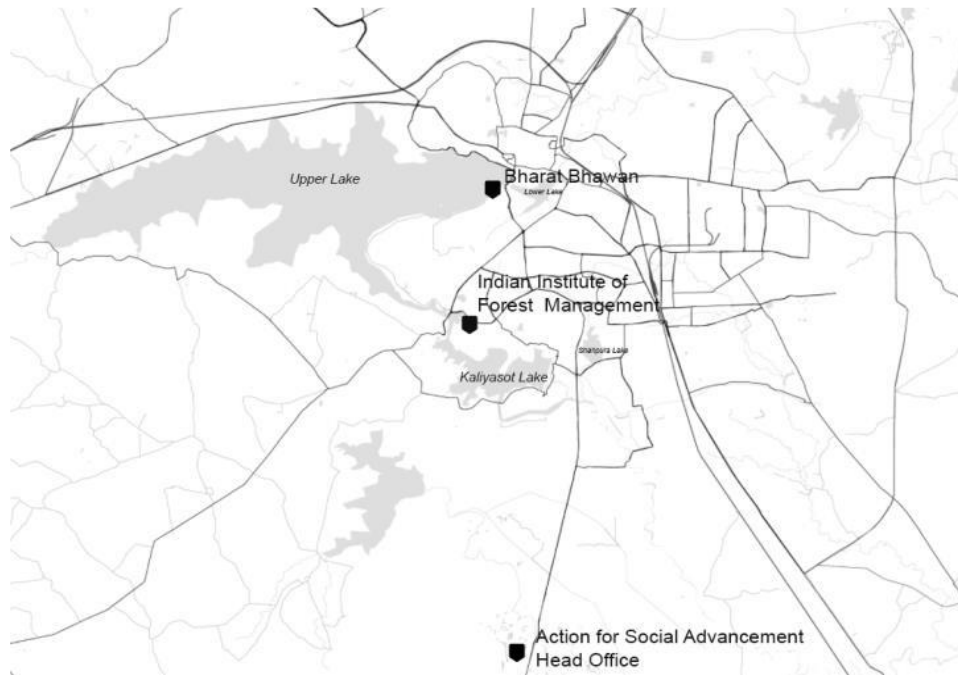 Upper Lake
Bharat Bhawan
Lower Lake
Indian Institute of
Forest Management
Shahpura Lake
Kaliyasot Lake
Action for Social Advancement
Head Office